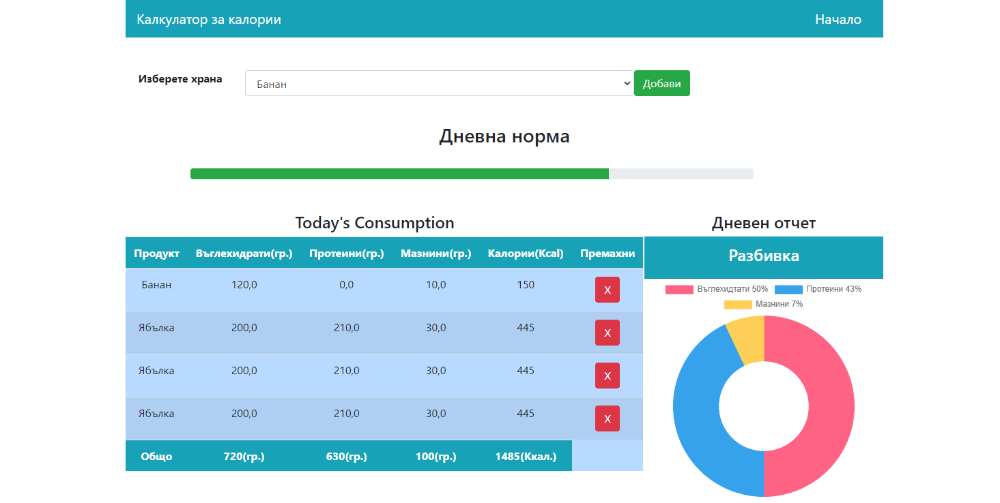 Калкулатор за калории Начало
Изберете храна Банан Добави
Дневна норма
Today's Consumption
Продукт Въглехидрати(гр.) Протеини(гр.) Мазнини(гр.) Калории(Kcal) Премахни
Банан 120,0 0,0 10,0 150 X
Ябълка 200,0 210,0 30,0 445 X
Ябълка 200,0 210,0 30,0 445 X
Ябълка 200,0 210,0 30,0 445 X
Общо 720(гр.) 630(гр.) 100(гр.) 1485(Ккал.)
Дневен отчет
Разбивка
Въглехидтати 50% Протеини 43%
Мазнини 7%